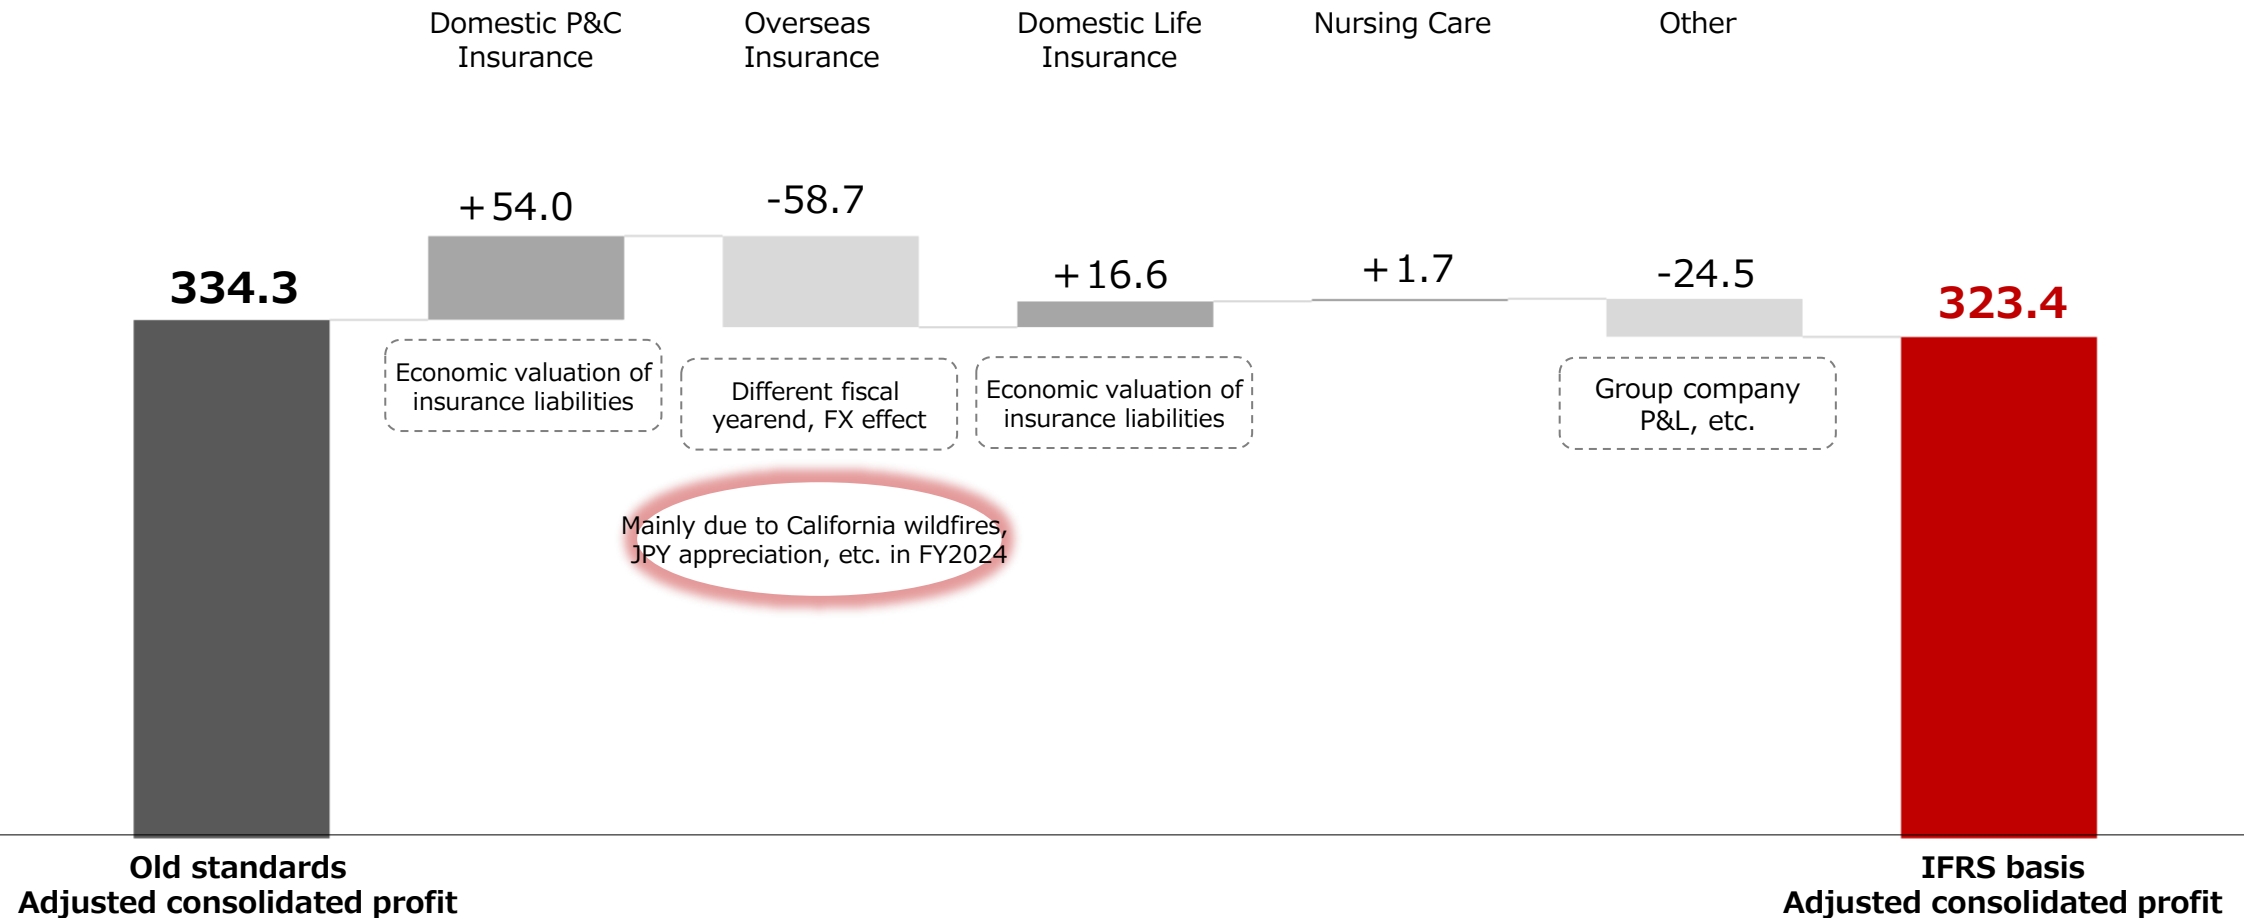 Domestic P&C
Insurance
Overseas
Insurance
Domestic Life
Insurance
Nursing Care
Other
334.3
+54.0
-58.7
+16.6
+1.7
-24.5
323.4
Economic valuation of
insurance liabilities
Different fiscal
yearend, FX effect
Economic valuation of
insurance liabilities
Group company
P&L, etc.
Mainly due to California wildfires,
JPY appreciation, etc. in FY2024
Old standards
Adjusted consolidated profit
IFRS basis
Adjusted consolidated profit